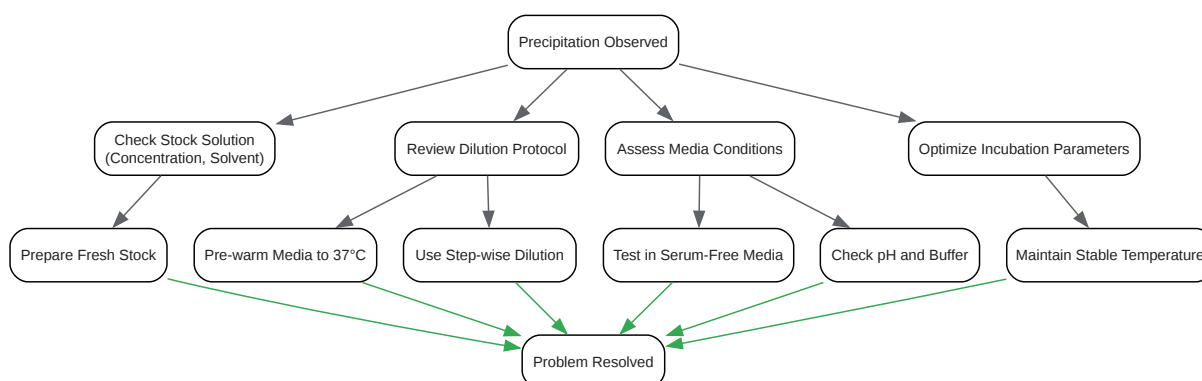 Precipitation Observed
Check Stock Solution
(Concentration, Solvent)
Review Dilution Protocol
Assess Media Conditions
Optimize Incubation Parameters
Prepare Fresh Stock
Pre-warm Media to 37°C
Use Step-wise Dilution
Test in Serum-Free Media
Check pH and Buffer
Maintain Stable Temperature
Problem Resolved